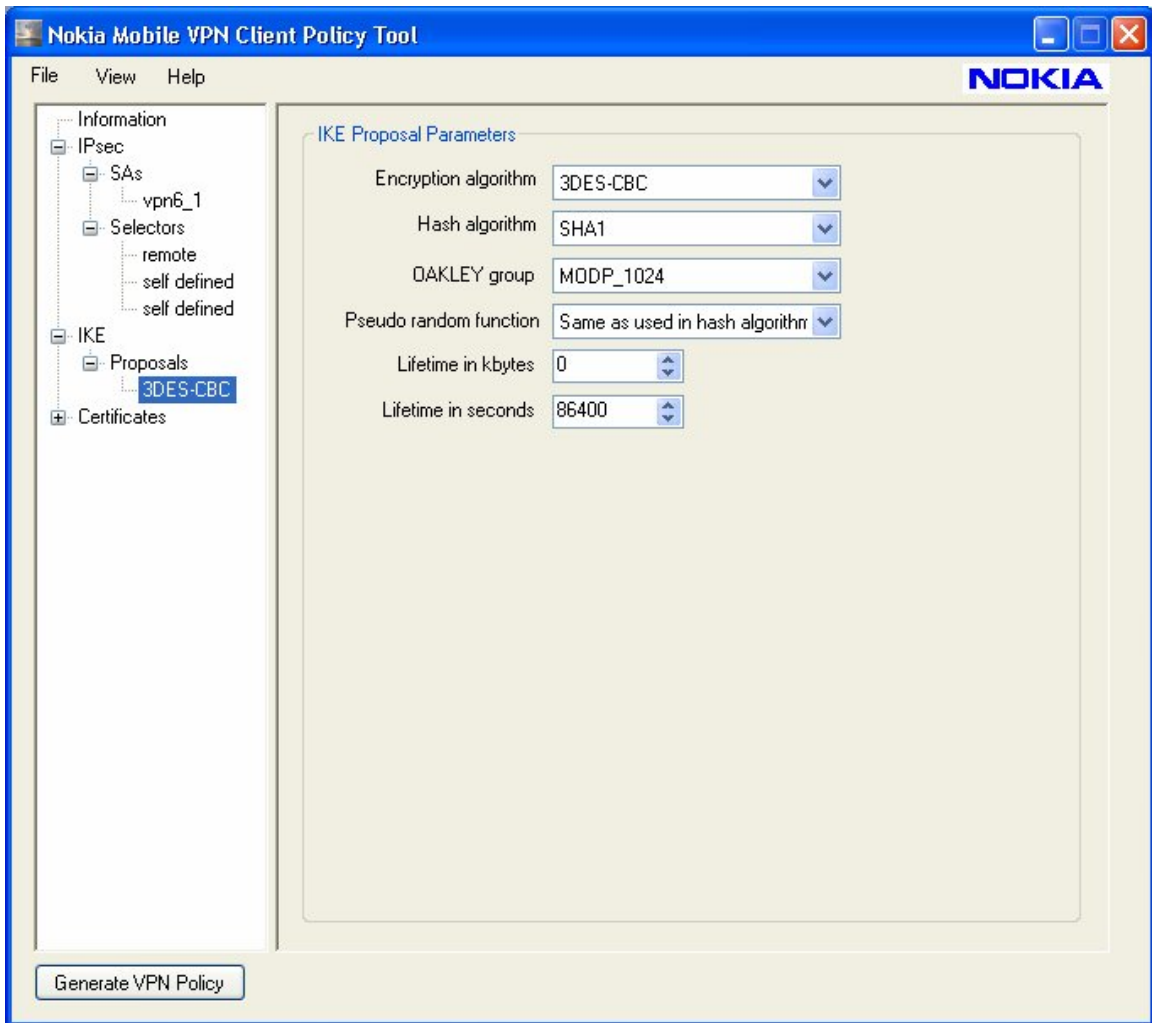 Nokia Mobile VPN Client Policy Tool
File View Help
NOKIA
Information
IPsec
SAs
vpn6_1
Selectors
remote
self defined
self defined
IKE
Proposals
3DES-CBC
Certificates
IKE Proposal Parameters
Encryption algorithm 3DES-CBC
Hash algorithm SHA1
OAKLEY group MODP_1024
Pseudo random function Same as used in hash algorithm
Lifetime in kbytes 0
Lifetime in seconds 86400
Generate VPN Policy